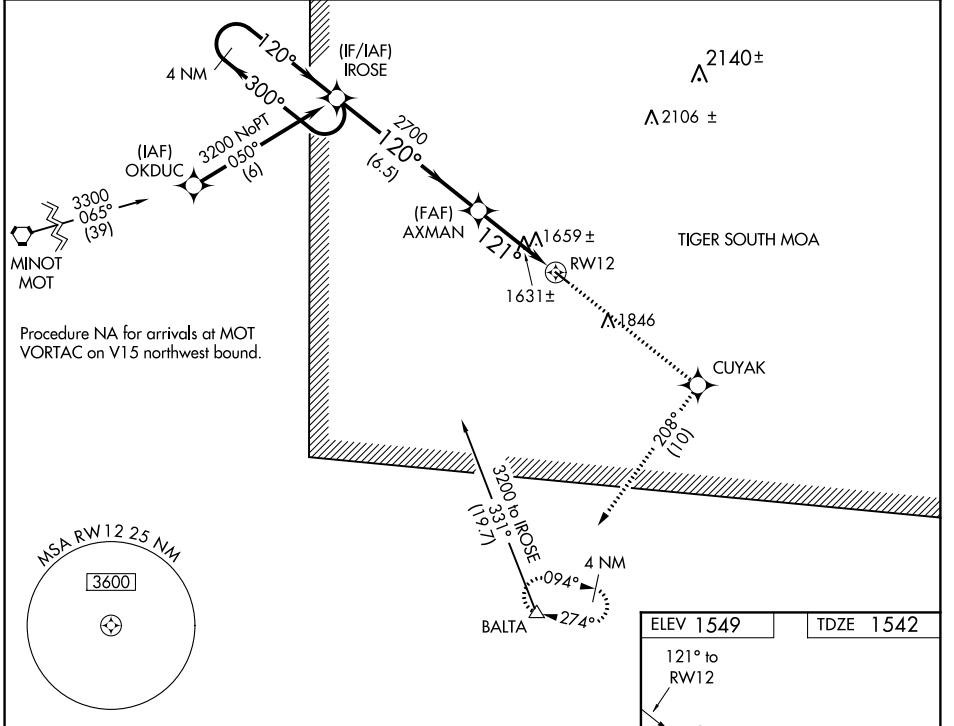 120°
4 NM
300°
(IF/IAF)
IROSE
3200 NoPT
050°
(6)
(IAF)
OKDUC
3300
065°
(39)
MINOT
MOT
2700
120°
(6.5)
(FAF)
AXMAN
121°
2140±
2106 ±
1659 ±
1631±
RW12
TIGER SOUTH MOA
1846
CUYAK
208°
(10)
Procedure NA for arrivals at MOT
VORTAC on V15 northwest bound.
3200 to IROSE
331°
(19.7)
4 NM
094°
274°
BALTA
MSA RW12 25 NM
3600
ELEV 1549
TDZE 1542
121° to
RW12